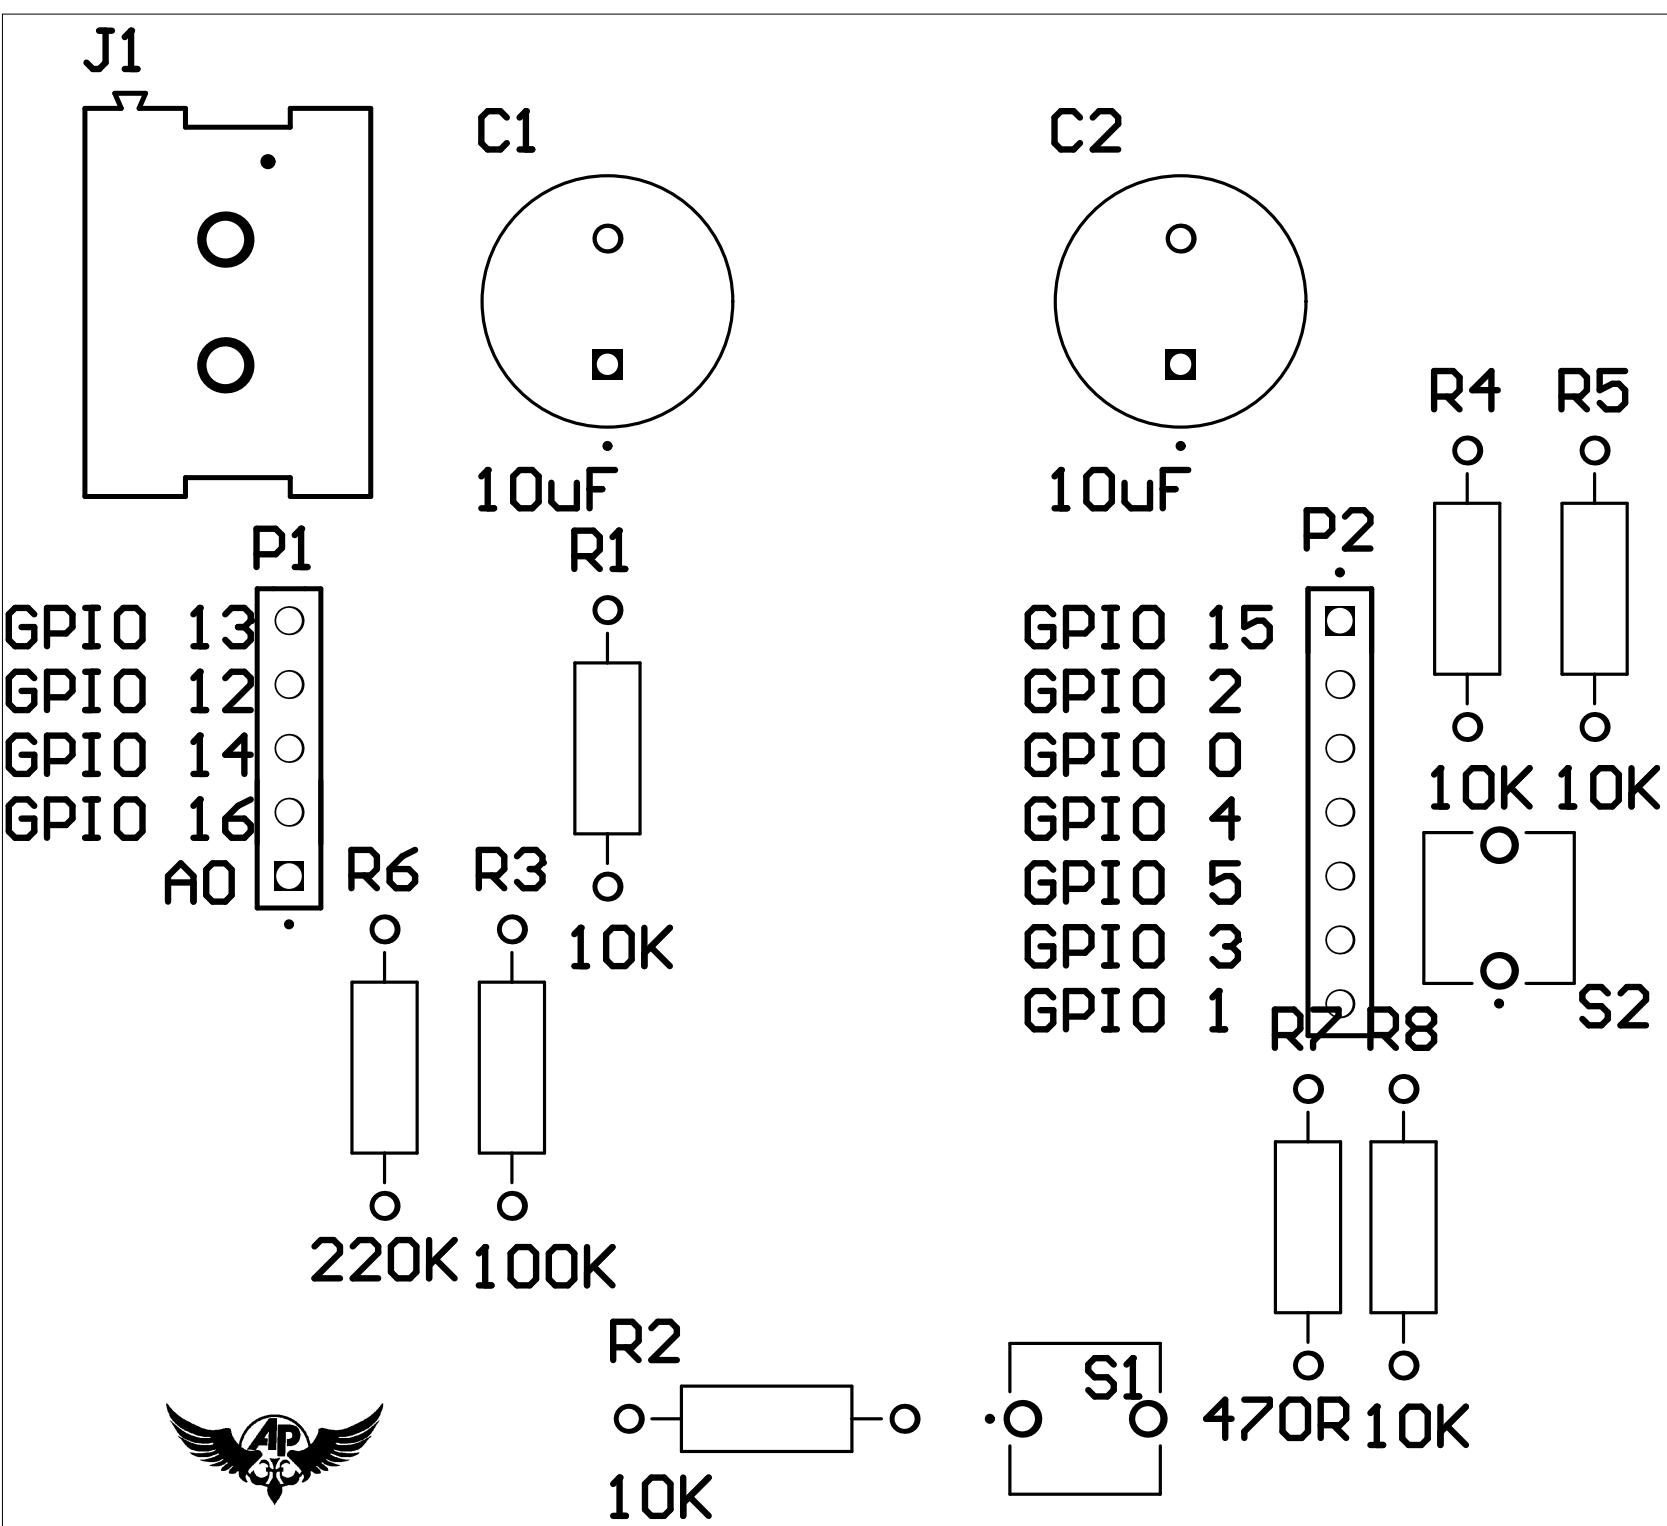 J1
C1
C2
10uF
10uF
R4
R5
10K
10K
P1
GPIO 13
GPIO 12
GPIO 14
GPIO 16
A0
R1
10K
P2
GPIO 15
GPIO 2
GPIO 0
GPIO 4
GPIO 5
GPIO 3
GPIO 1
S2
R6
R3
220K
100K
R7
R8
470R
10K
R2
10K
S1
AP